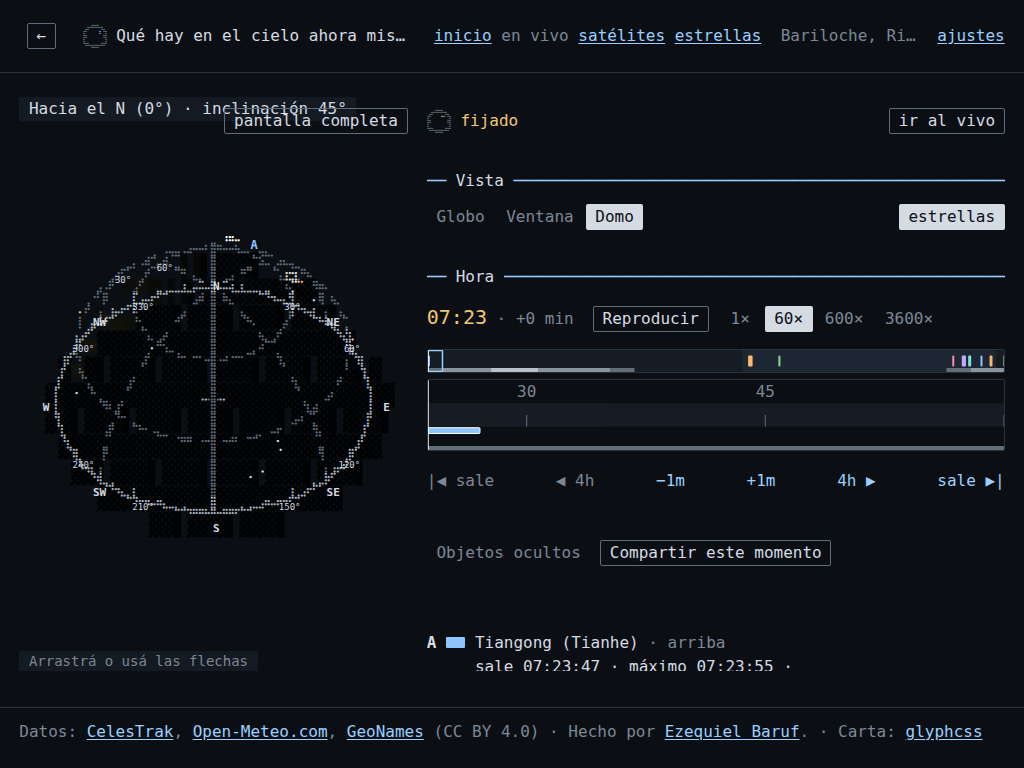 ← Qué hay en el cielo ahora mis… inicio en vivo satélites estrellas Bariloche, Ri… ajustes
Hacia el N (0°) · inclinación 45°
pantalla completa
fijado
ir al vivo
Vista
Globo Ventana Domo estrellas
Hora
07:23 · +0 min Reproducir 1× 60× 600× 3600×
30 45
|◀ sale ◀ 4h −1m +1m 4h ▶ sale ▶|
Objetos ocultos Compartir este momento
A Tiangong (Tianhe) · arriba
sale 07:23:47 · máximo 07:23:55 ·
A
60°
30° N
330° 30°
NW NE
300° 60°
W E
240° 120°
SW SE
210° 150°
S
Arrastrá o usá las flechas
Datos: CelesTrak, Open-Meteo.com, GeoNames (CC BY 4.0) · Hecho por Ezequiel Baruf. · Carta: glyphcss